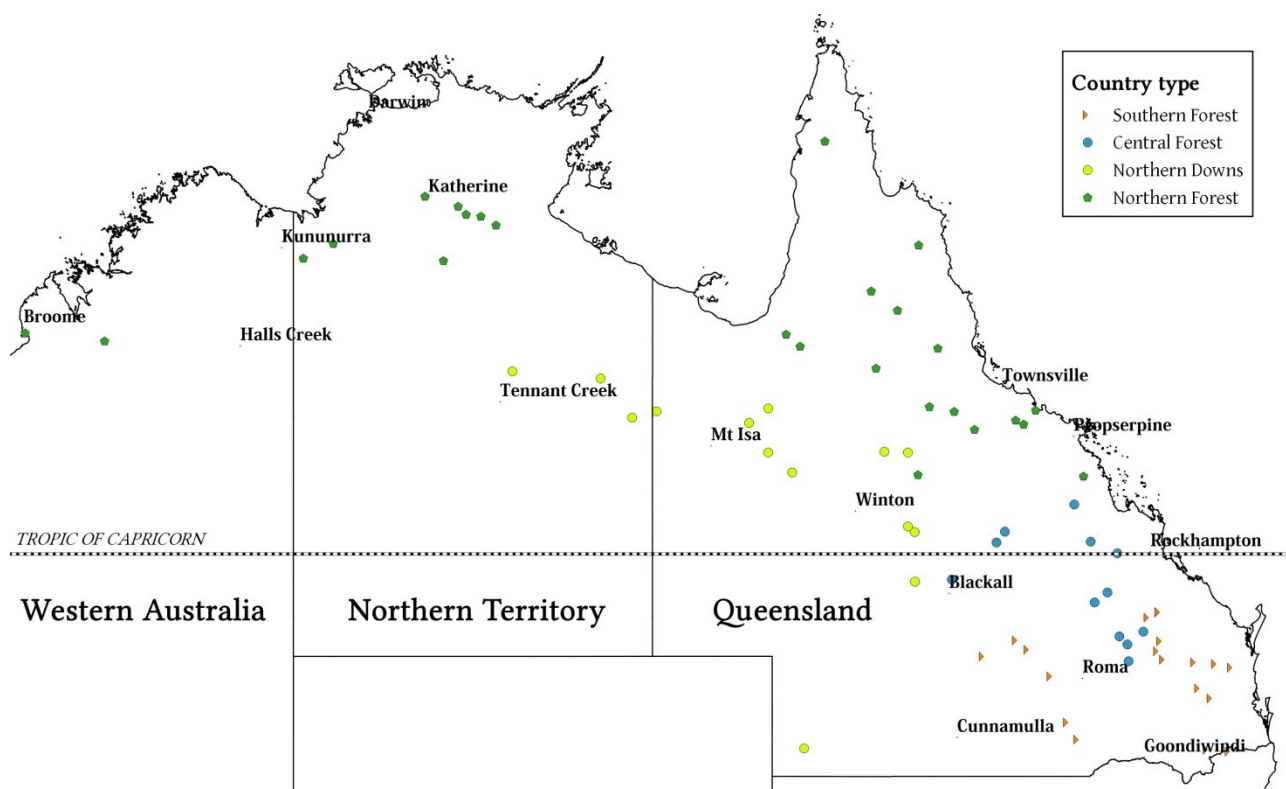 Country type
Southern Forest
Central Forest
Northern Downs
Northern Forest
Darwin
Katherine
Kununurra
Broome
Halls Creek
Tennant Creek
Townsville
Mt Isa
Winton
TROPIC OF CAPRICORN
Rockhampton
Blackall
Western Australia
Northern Territory
Queensland
Roma
Cunnamulla
Goondiwindi